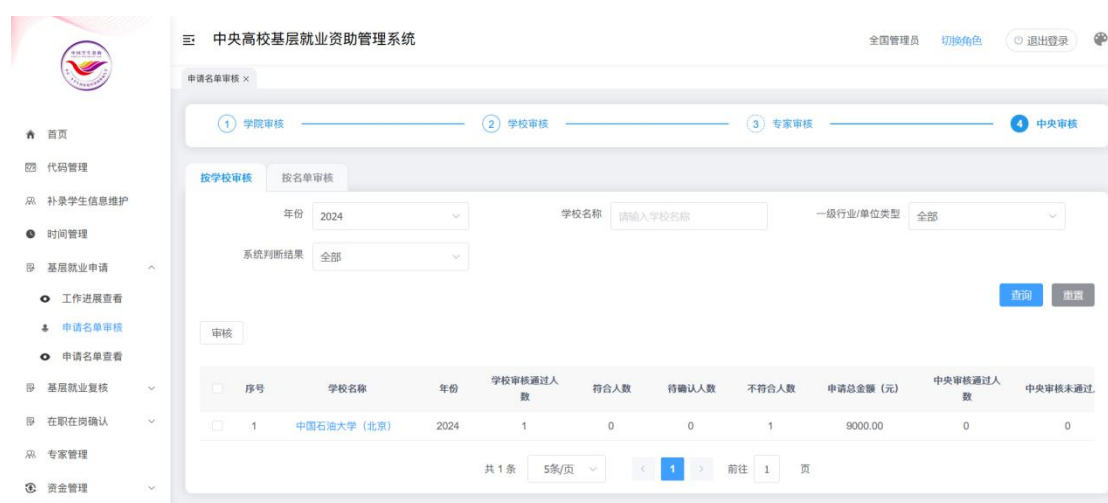 中央高校基层就业资助管理系统
全国管理员 切换角色 退出登录
申请名单审核 ×
首页
代码管理
补录学生信息维护
时间管理
基层就业申请
工作进展查看
申请名单审核
申请名单查看
基层就业复核
在职在岗确认
专家管理
资金管理
1 学院审核 2 学校审核 3 专家审核 4 中央审核
按学校审核 按名单审核
年份 2024 学校名称 请输入学校名称 一级行业/单位类型 全部
系统判断结果 全部
查询 重置
审核
序号 学校名称 年份 学校审核通过人数 符合人数 待确认人数 不符合人数 申请总金额（元） 中央审核通过人数 中央审核未通过
1 中国石油大学（北京） 2024 1 0 0 1 9000.00 0 0
共 1 条 5条/页 < 1 > 前往 1 页